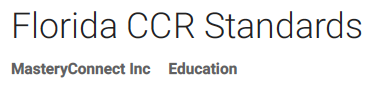 Florida CCR Standards
MasteryConnect Inc Education